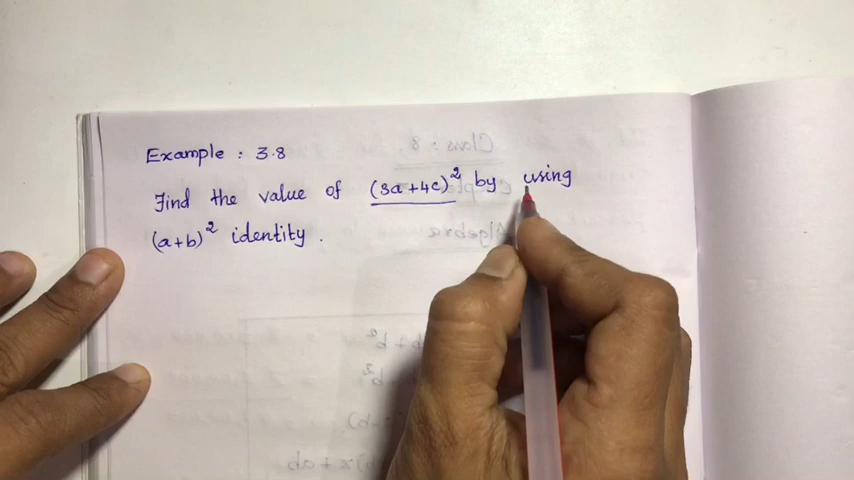 Example : 3.8
Find the value of (3a+4c)² by using
(a+b)² identity.